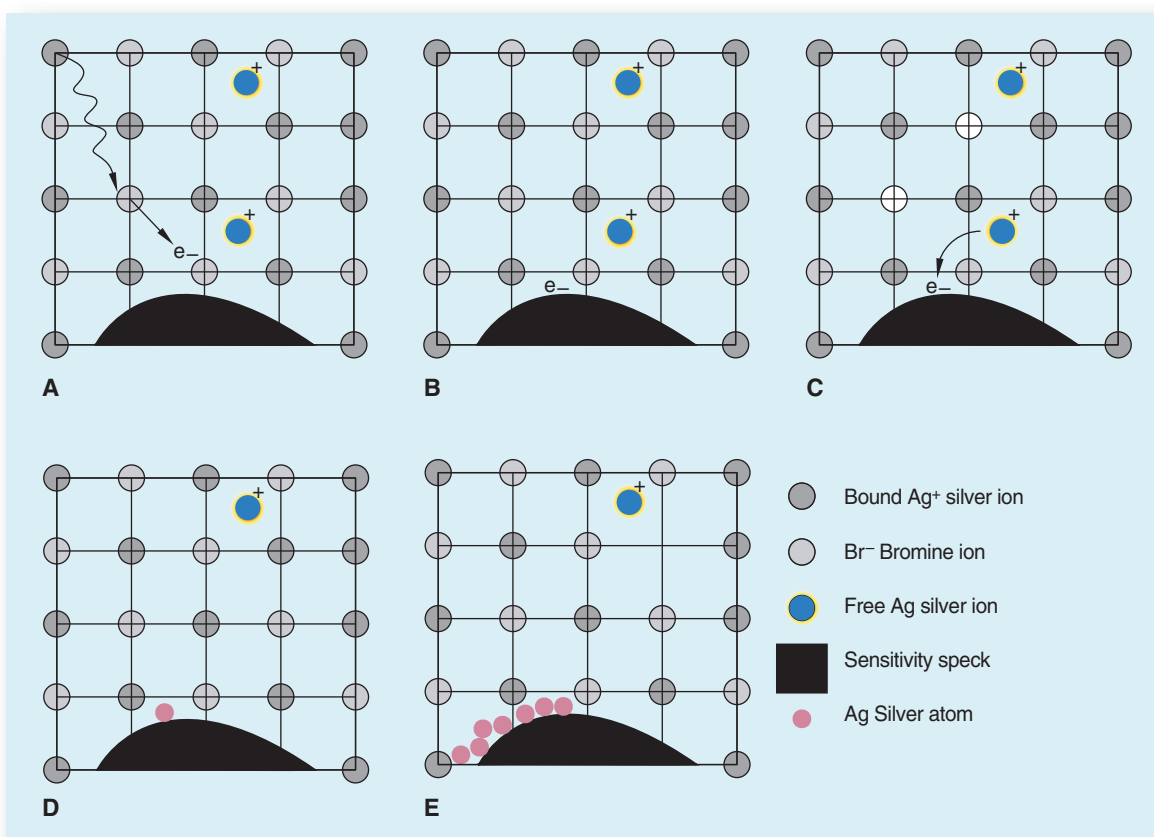 +
+
e–
A
+
+
e–
B
+
+
e–
C
+
D
+
E
Bound Ag⁺ silver ion
Br⁻ Bromine ion
Free Ag silver ion
Sensitivity speck
Ag Silver atom